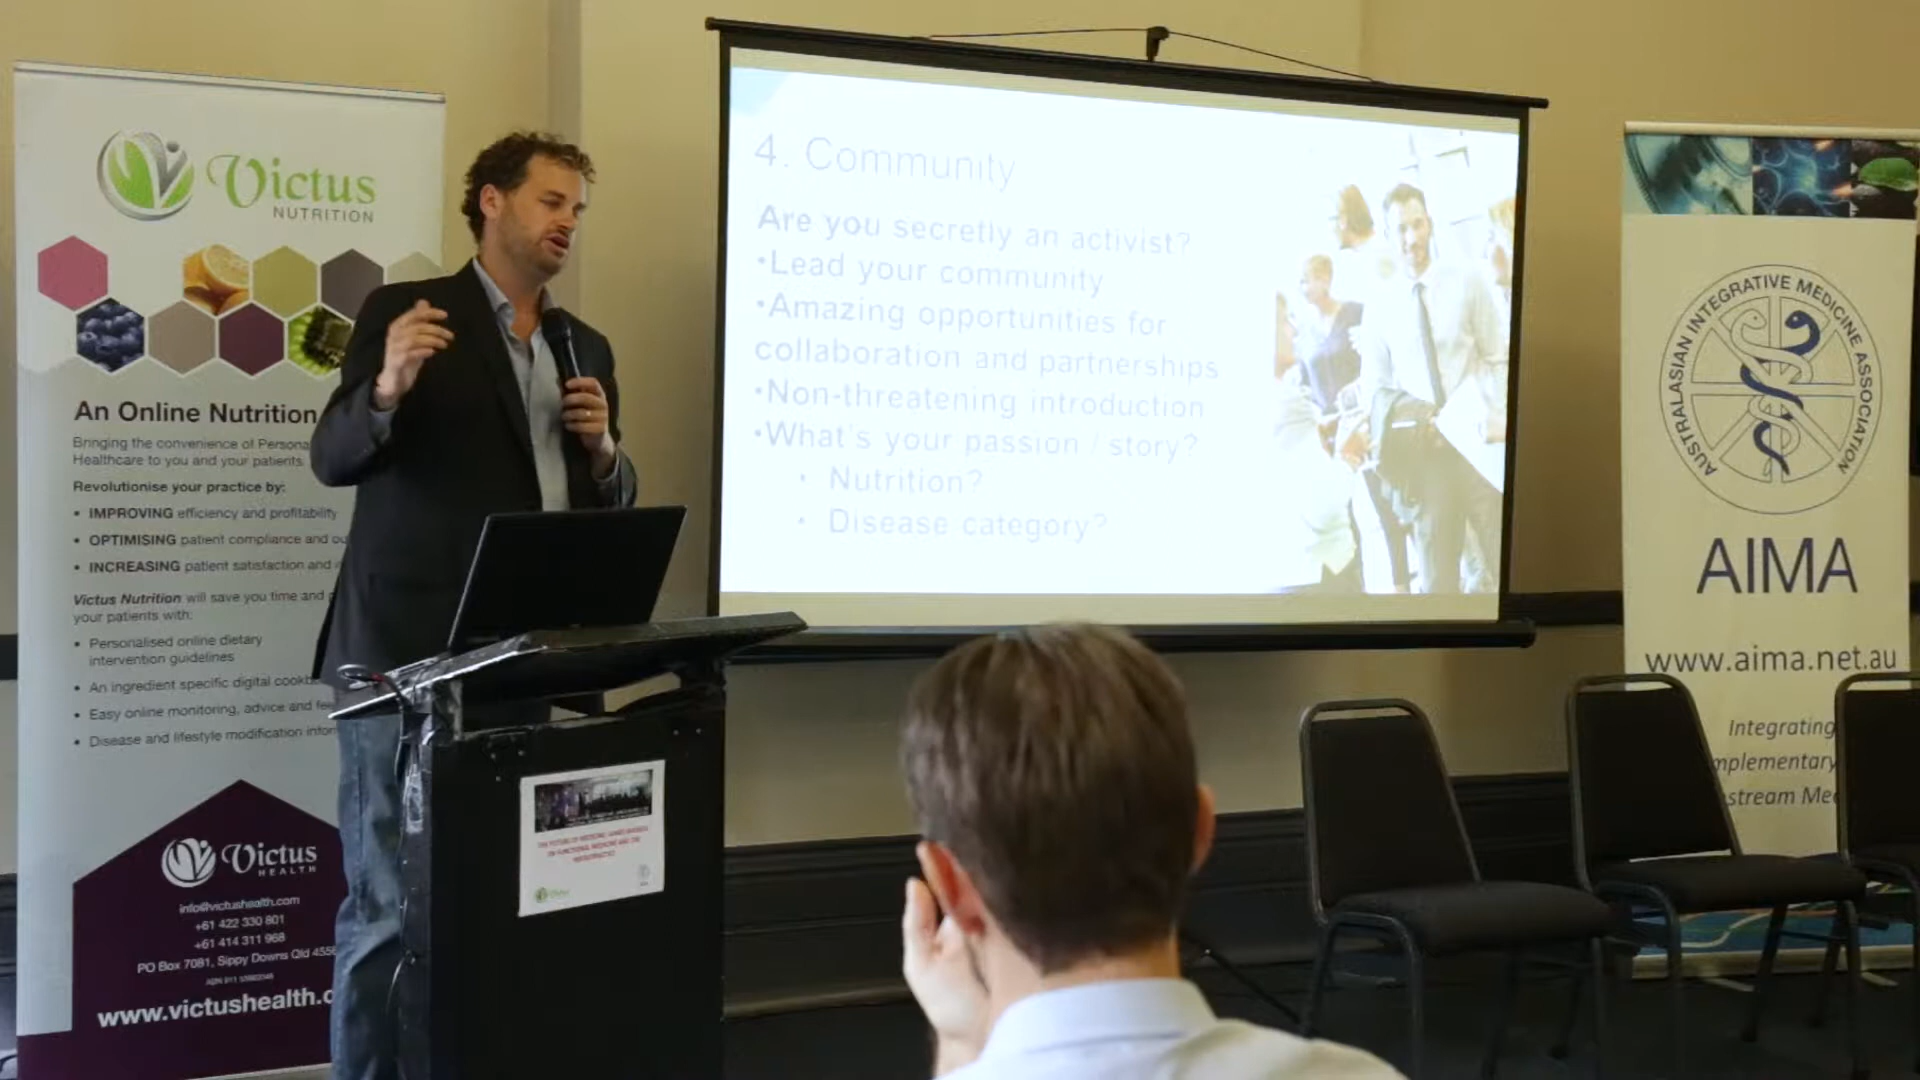 Victus
NUTRITION
An Online Nutrition
Bringing the convenience of Persona
Healthcare to you and your patients.
Revolutionise your practice by:
• IMPROVING efficiency and profitability
• OPTIMISING patient compliance and ou
• INCREASING patient satisfaction and
Victus Nutrition will save you time and
your patients with:
• Personalised online dietary
intervention guidelines
• An ingredient specific digital cookb
• Easy online monitoring, advice and fee
• Disease and lifestyle modification infor
Victus
HEALTH
info@victushealth.com
+61 422 330 801
+61 414 311 968
PO Box 7081, Sippy Downs Qld 455
www.victushealth.c
4. Community
Are you secretly an activist?
•Lead your community
•Amazing opportunities for
collaboration and partnerships
•Non-threatening introduction
•What's your passion / story?
• Nutrition?
• Disease category?
AUSTRALASIAN INTEGRATIVE MEDICINE ASSOCIATION
AIMA
www.aima.net.au
Integrating
mplementary
stream Me